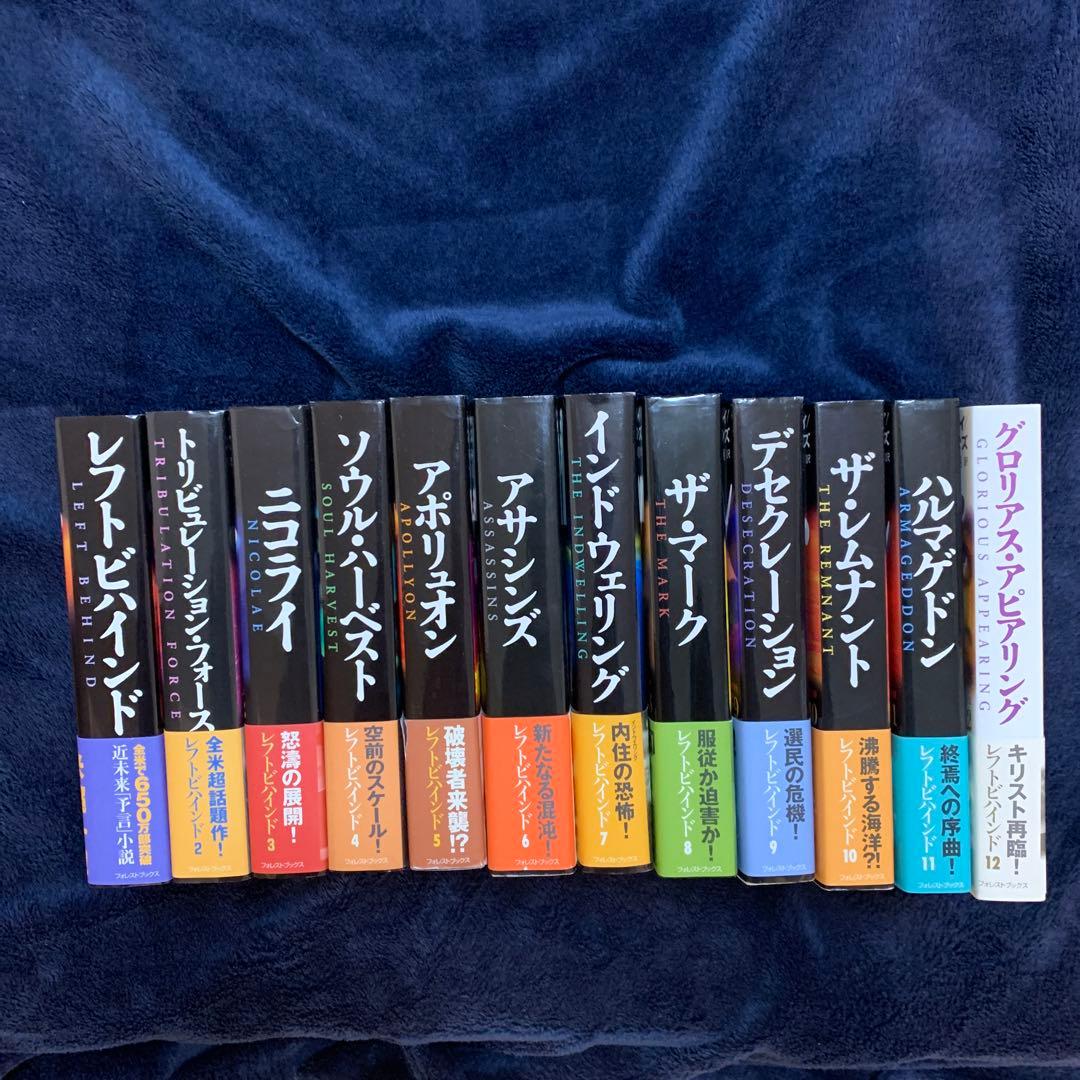 レフトビハインド
LEFT BEHIND
全米で650万部突破
近未来「予言」小説
フォレストブックス
トリビュレーション・フォース
TRIBULATION FORCE
全米超話題作!
レフトビハインド 2
フォレストブックス
ニコライ
NICOLAE
怒濤の展開!
レフトビハインド 3
フォレストブックス
ソウル・ハーベスト
SOUL HARVEST
空前のスケール!
レフトビハインド 4
フォレストブックス
アポリュオン
APOLLYON
破壊者来襲!?
レフトビハインド 5
フォレストブックス
アサシンズ
ASSASSINS
新たなる混沌!
レフトビハインド 6
インドウェリング
THE INDWELLING
インドウェリング
内住の恐怖!
レフトビハインド 7
フォレストブックス
ザ・マーク
THE MARK
服従か迫害か!
レフトビハインド 8
フォレストブックス
デセクレーション
DESECRATION
選民の危機!
レフトビハインド 9
フォレストブックス
ザ・レムナント
THE REMNANT
沸騰する海洋?!
レフトビハインド 10
フォレストブックス
ハルマゲドン
ARMAGEDDON
終焉への序曲!
レフトビハインド 11
フォレストブックス
グロリアス・アピアリング
GLORIOUS APPEARING
キリスト再臨!
レフトビハインド 12
フォレストブックス